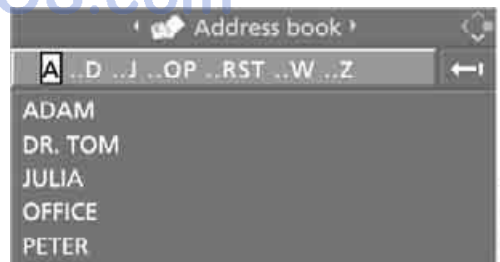 Address book
A ..D ..J ..OP ..RST ..W ..Z
ADAM
DR. TOM
JULIA
OFFICE
PETER